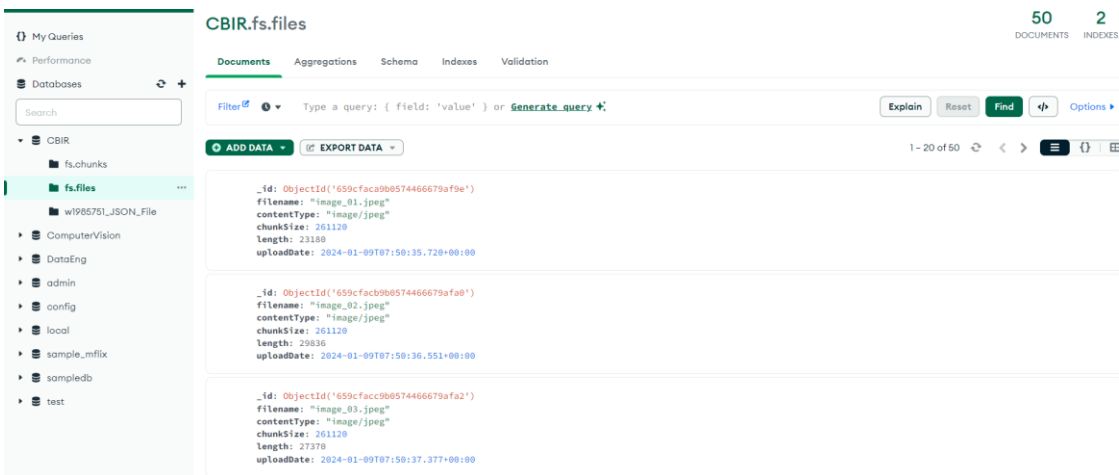 {} My Queries
Performance
Databases
Search
CBIR
fs.chunks
fs.files
w1985751_JSON_File
ComputerVision
DataEng
admin
config
local
sample_mflix
sampledb
test
CBIR.fs.files
50 DOCUMENTS 2 INDEXES
Documents Aggregations Schema Indexes Validation
Filter Type a query: { field: 'value' } or Generate query
Explain Reset Find </> Options
ADD DATA EXPORT DATA 1 – 20 of 50 {}
_id: ObjectId('659cfaca9b0574466679af9e')
filename: "image_01.jpeg"
contentType: "image/jpeg"
chunkSize: 261120
length: 23180
uploadDate: 2024-01-09T07:50:35.720+00:00
_id: ObjectId('659cfacb9b0574466679afa0')
filename: "image_02.jpeg"
contentType: "image/jpeg"
chunkSize: 261120
length: 29836
uploadDate: 2024-01-09T07:50:36.551+00:00
_id: ObjectId('659cfacc9b0574466679afa2')
filename: "image_03.jpeg"
contentType: "image/jpeg"
chunkSize: 261120
length: 27370
uploadDate: 2024-01-09T07:50:37.377+00:00